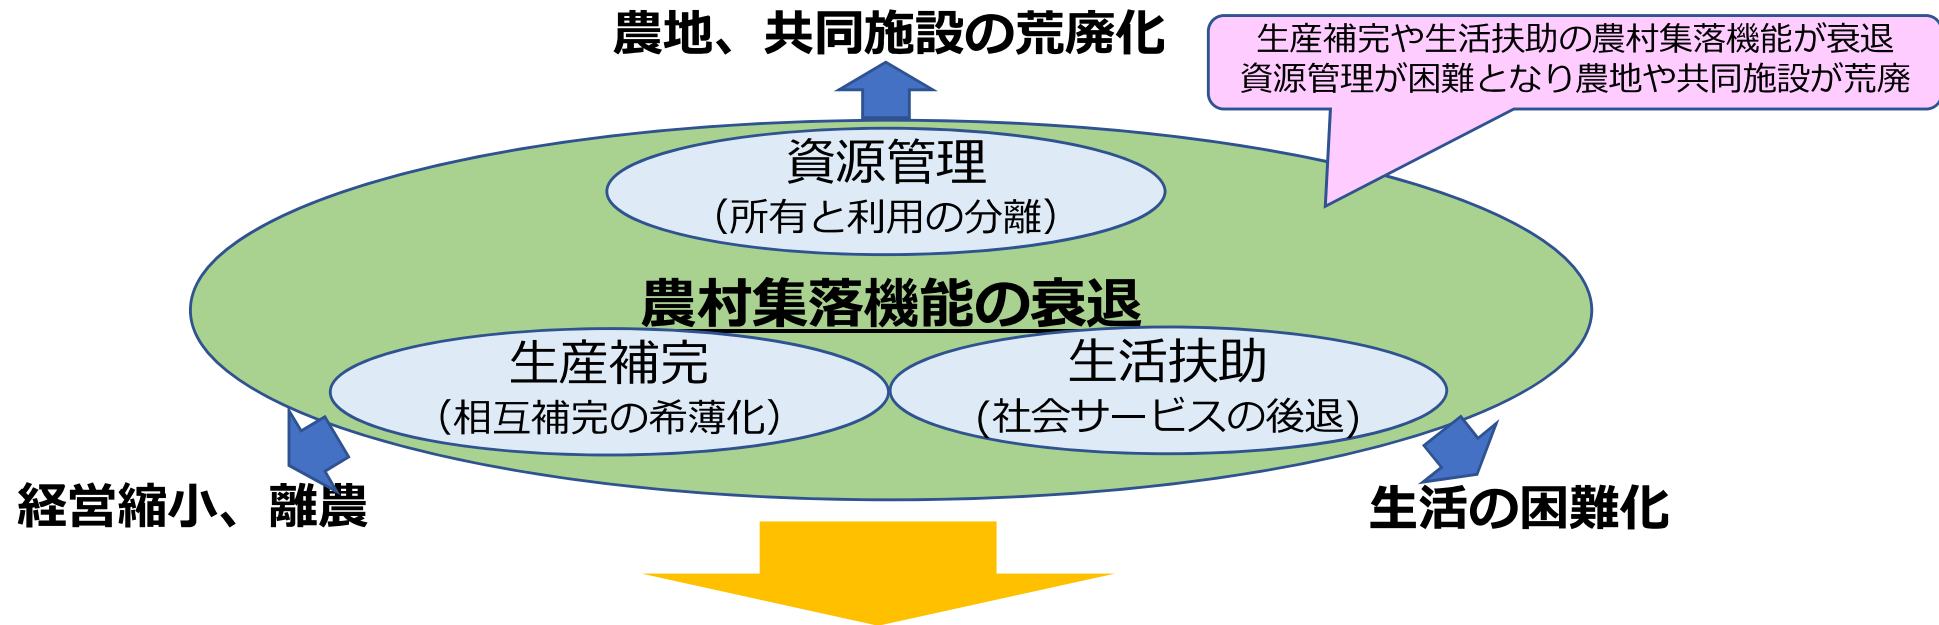 農地、共同施設の荒廃化
生産補完や生活扶助の農村集落機能が衰退
資源管理が困難となり農地や共同施設が荒廃
資源管理
（所有と利用の分離）
農村集落機能の衰退
生産補完
（相互補完の希薄化）
生活扶助
(社会サービスの後退)
経営縮小、離農
生活の困難化